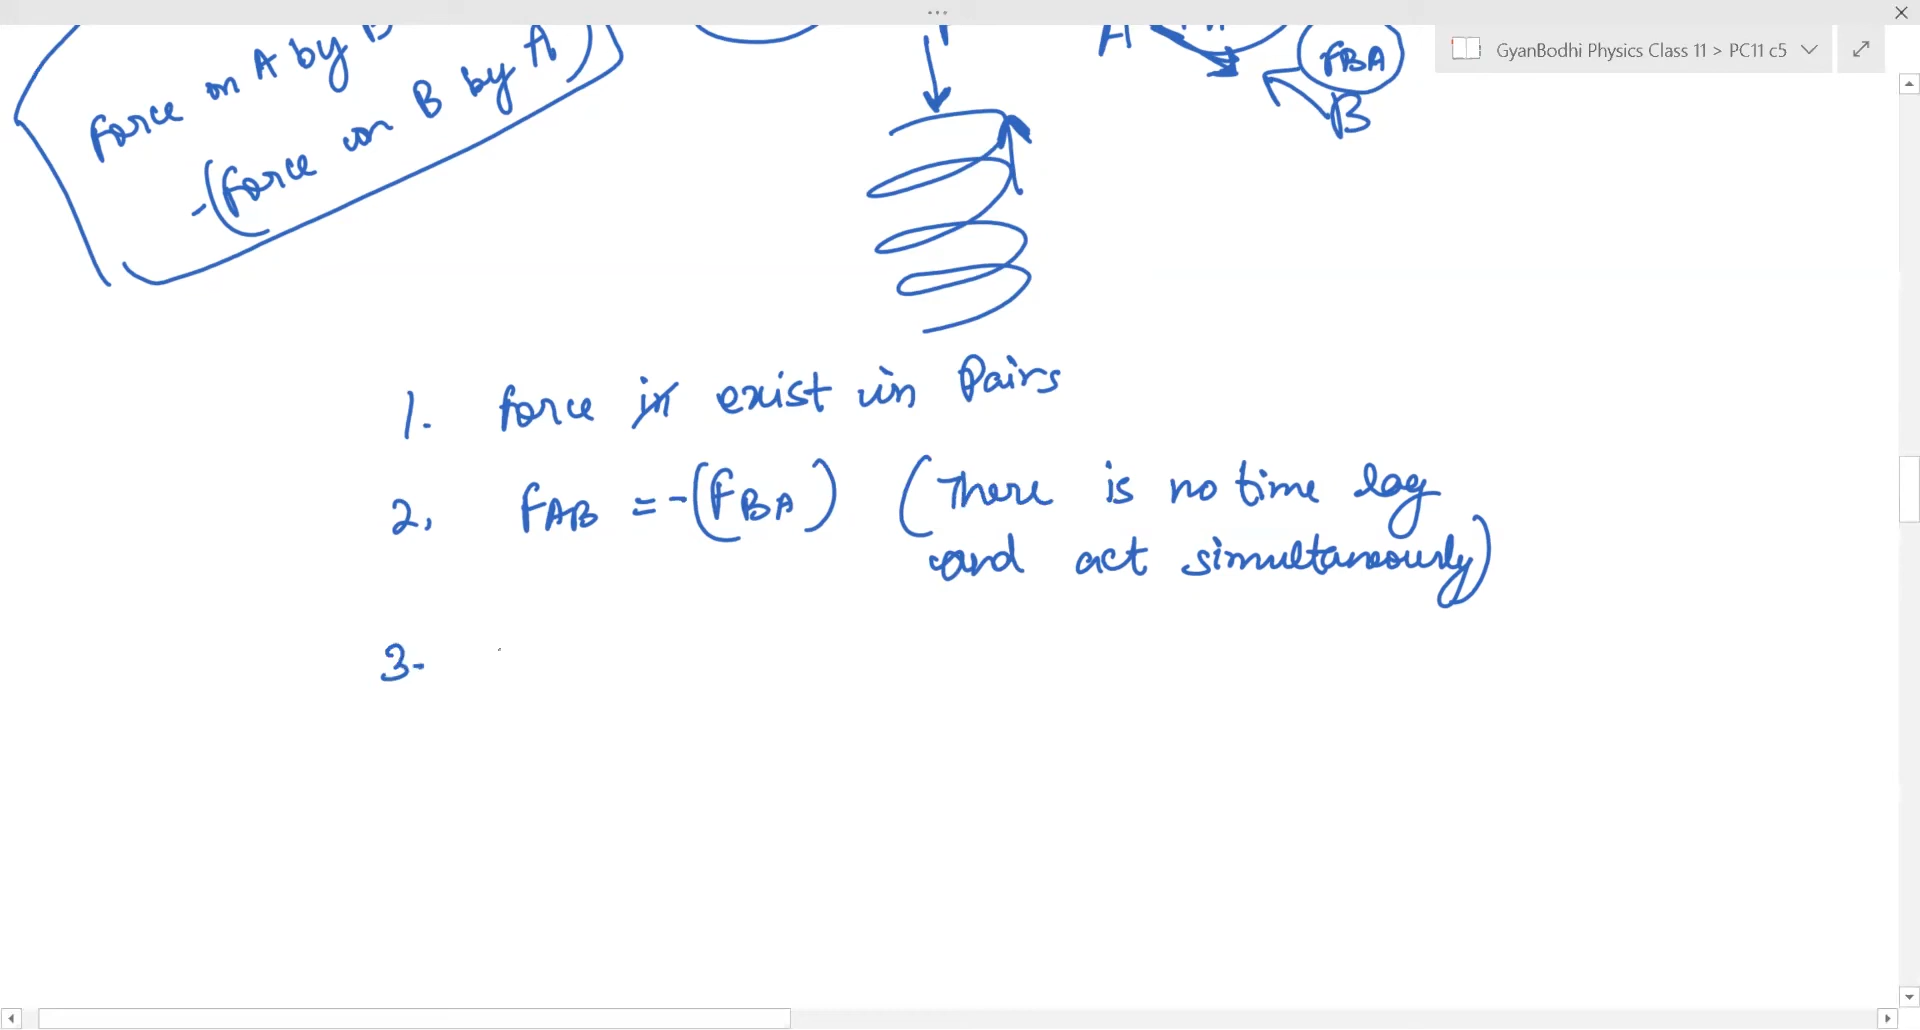 GyanBodhi Physics Class 11 > PC11 c5
Force on A by B
-(Force on B by A)
A
FBA
B
1. Force exist in Pairs
2. FAB = -(FBA) (There is no time lag
and act simultaneously)
3-